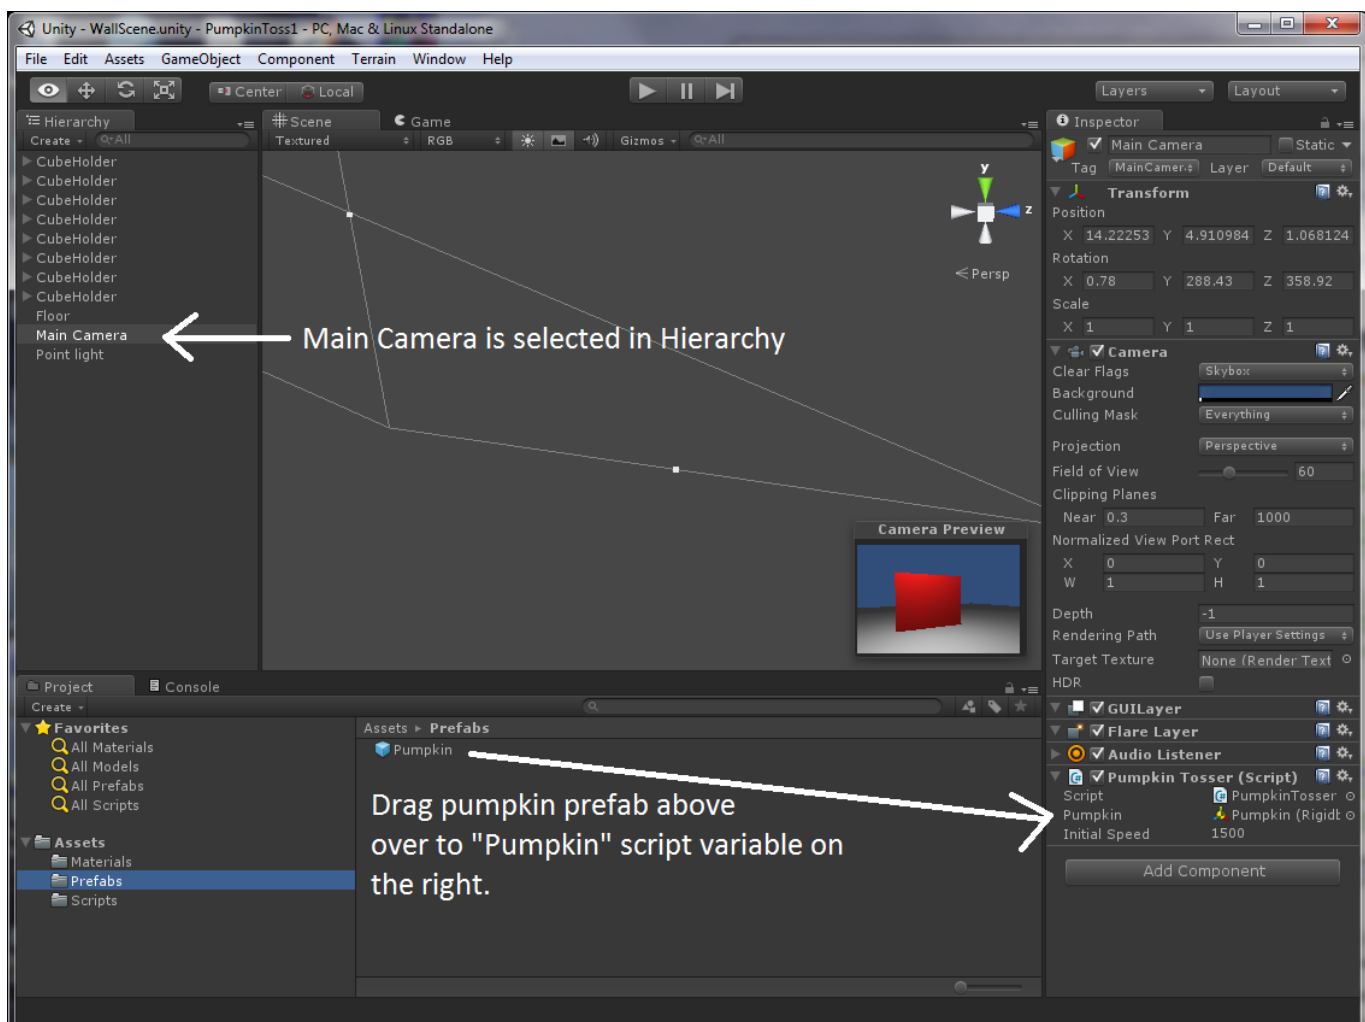 Unity - WallScene.unity - PumpkinToss1 - PC, Mac & Linux Standalone
File Edit Assets GameObject Component Terrain Window Help
Center Local Layers Layout
Hierarchy
Create All
CubeHolder
CubeHolder
CubeHolder
CubeHolder
CubeHolder
CubeHolder
CubeHolder
CubeHolder
Floor
Main Camera
Point light
Scene Game
Textured RGB Gizmos All
y
z
Persp
Main Camera is selected in Hierarchy
Camera Preview
Inspector
Main Camera Static
Tag MainCamer Layer Default
Transform
Position
X 14.22253 Y 4.910984 Z 1.068124
Rotation
X 0.78 Y 288.43 Z 358.92
Scale
X 1 Y 1 Z 1
Camera
Clear Flags Skybox
Background
Culling Mask Everything
Projection Perspective
Field of View 60
Clipping Planes
Near 0.3 Far 1000
Normalized View Port Rect
X 0 Y 0
W 1 H 1
Depth -1
Rendering Path Use Player Settings
Target Texture None (Render Text
HDR
GUILayer
Flare Layer
Audio Listener
Pumpkin Tosser (Script)
Script PumpkinTosser
Pumpkin Pumpkin (Rigidb
Initial Speed 1500
Add Component
Project Console
Create
Favorites
All Materials
All Models
All Prefabs
All Scripts
Assets
Materials
Prefabs
Scripts
Assets Prefabs
Pumpkin
Drag pumpkin prefab above
over to "Pumpkin" script variable on
the right.